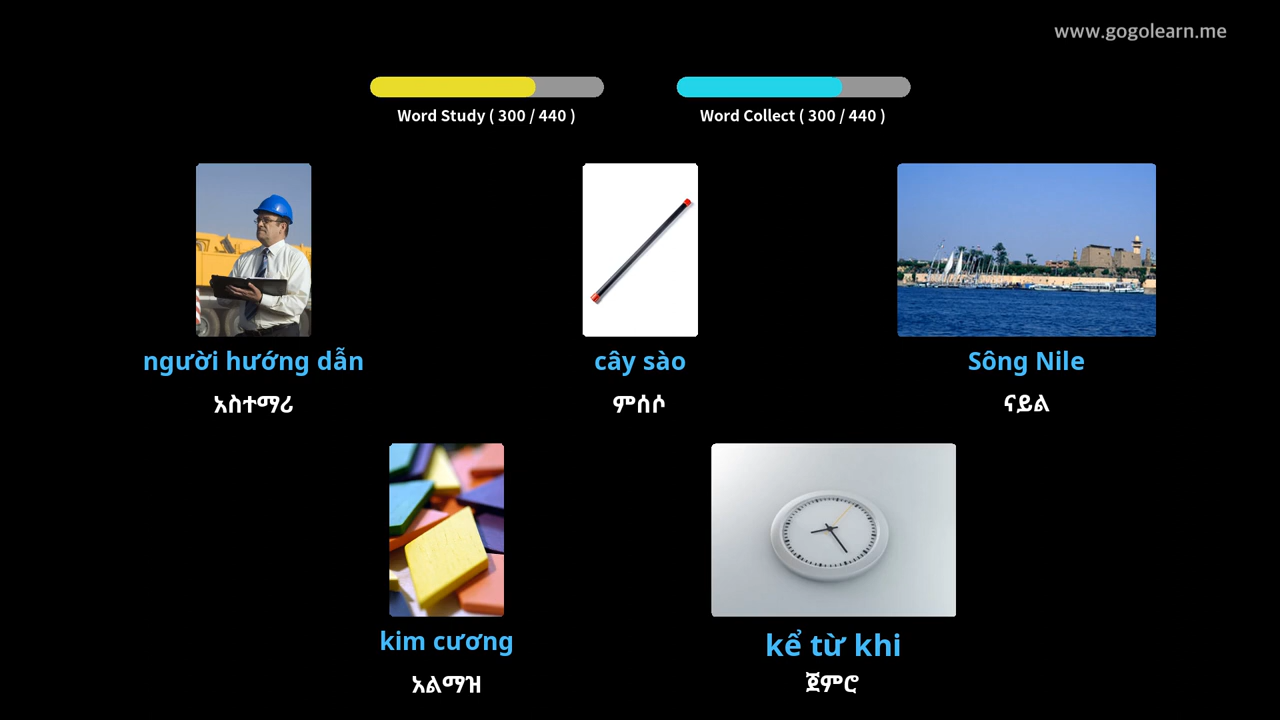 www.gogolearn.me
Word Study ( 300 / 440 )
Word Collect ( 300 / 440 )
người hướng dẫn
አስተማሪ
cây sào
ምሰሶ
Sông Nile
ናይል
kim cương
አልማዝ
kể từ khi
ጀምሮ